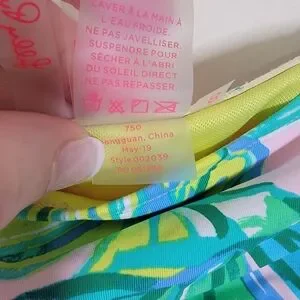 LAVER À LA MAIN À
L'EAU FROIDE.
NE PAS JAVELLISER.
SUSPENDRE POUR
SÉCHER À L'ABRI
DU SOLEIL DIRECT
NE PAS REPASSER.
750
Dongguan, China
May-19
Style 002039